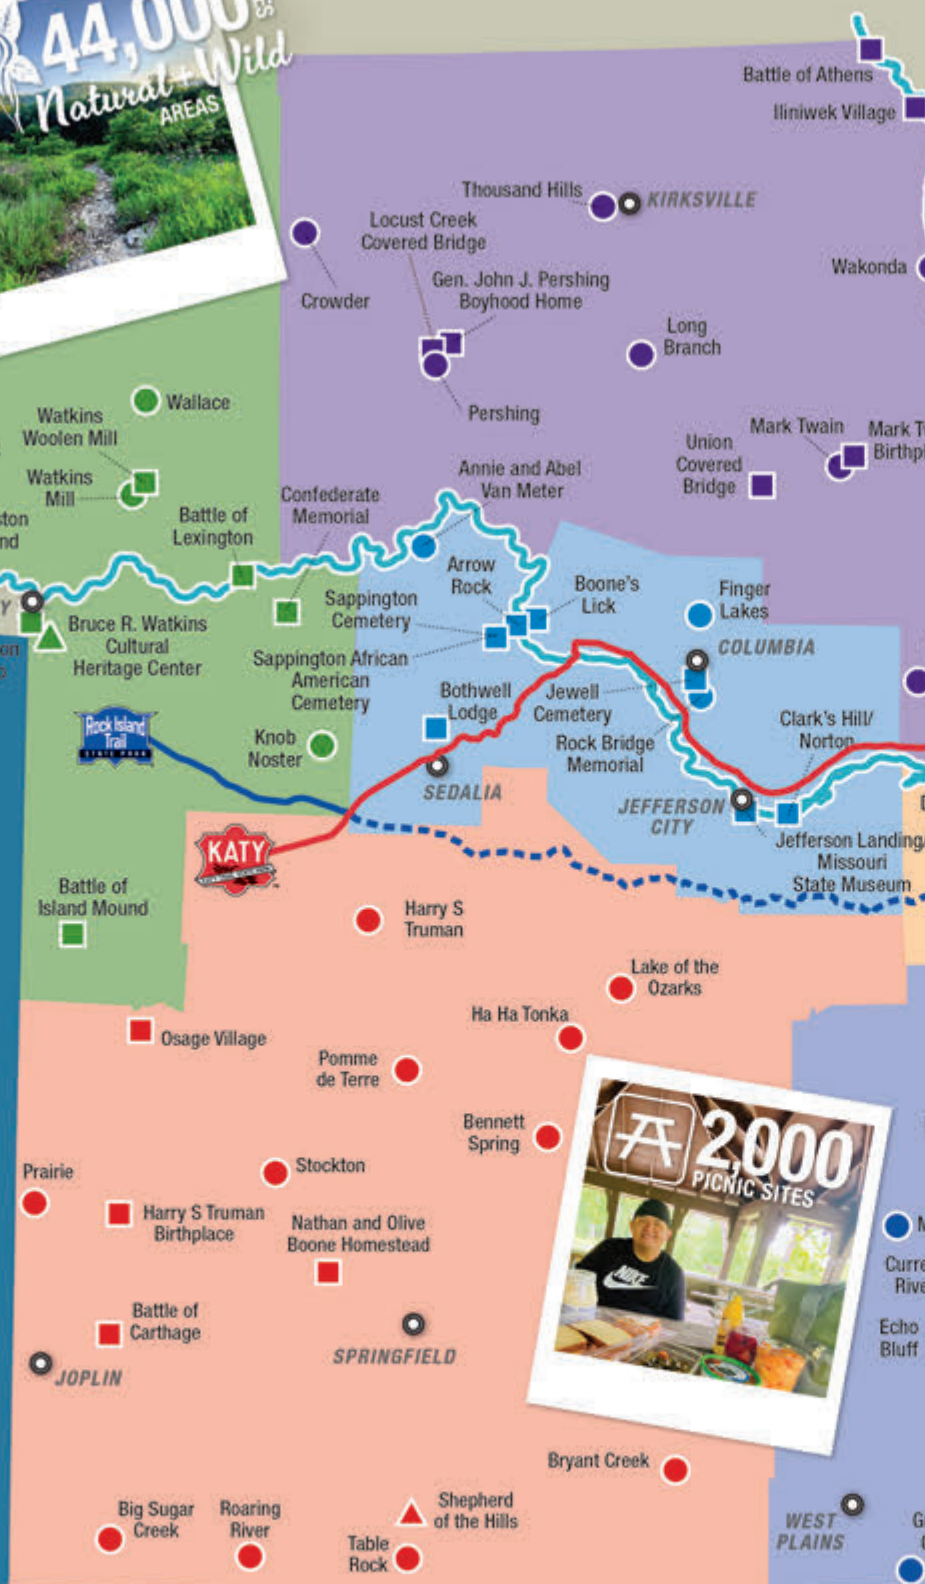 44,000
Natural + Wild
AREAS
Battle of Athens
Iliniwek Village
Thousand Hills
KIRKSVILLE
Locust Creek
Covered Bridge
Wakonda
Gen. John J. Pershing
Boyhood Home
Crowder
Long
Branch
Wallace
Pershing
Watkins
Woolen Mill
Mark Twain
Mark
Union
Covered
Bridge
Watkins
Mill
Annie and Abel
Van Meter
Confederate
Memorial
Battle of
Lexington
Arrow
Rock
Boone's
Lick
Finger
Lakes
Sappington
Cemetery
Bruce R. Watkins
Cultural
Heritage Center
COLUMBIA
Sappington African
American
Cemetery
Bothwell
Lodge
Jewell
Cemetery
Clark's Hill/
Norton
Rock Island
Trail
STATE PARK
Knob
Noster
Rock Bridge
Memorial
SEDALIA
JEFFERSON
CITY
KATY
Jefferson Landing/
Missouri
State Museum
Battle of
Island Mound
Harry S
Truman
Lake of the
Ozarks
Ha Ha Tonka
Osage Village
Pomme
de Terre
Bennett
Spring
2,000
PICNIC SITES
Prairie
Stockton
Harry S Truman
Birthplace
Nathan and Olive
Boone Homestead
NIKE
Battle of
Carthage
Echo
Bluff
SPRINGFIELD
JOPLIN
Bryant Creek
Big Sugar
Creek
Roaring
River
Shepherd
of the Hills
WEST
PLAINS
Table
Rock